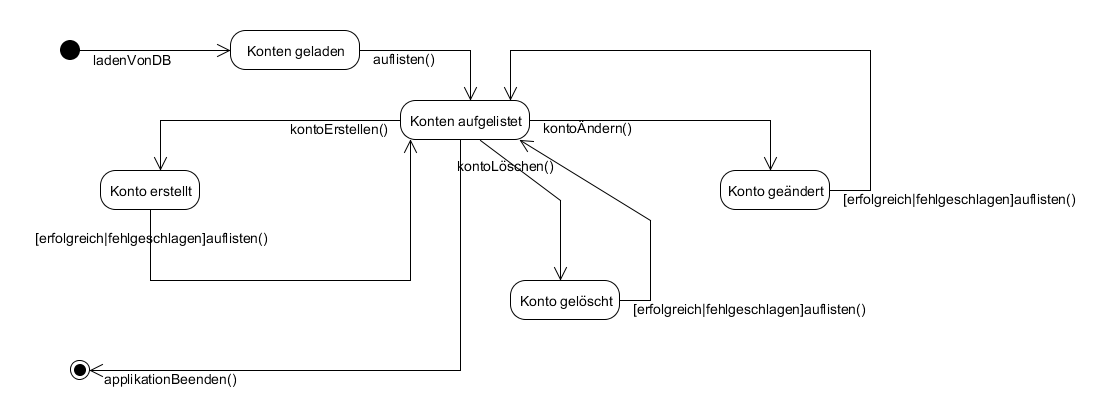 Konten geladen
ladenVonDB
auflisten()
Konten aufgelistet
kontoErstellen()
kontoÄndern()
kontoLöschen()
Konto erstellt
Konto geändert
[erfolgreich|fehlgeschlagen]auflisten()
[erfolgreich|fehlgeschlagen]auflisten()
Konto gelöscht
[erfolgreich|fehlgeschlagen]auflisten()
applikationBeenden()